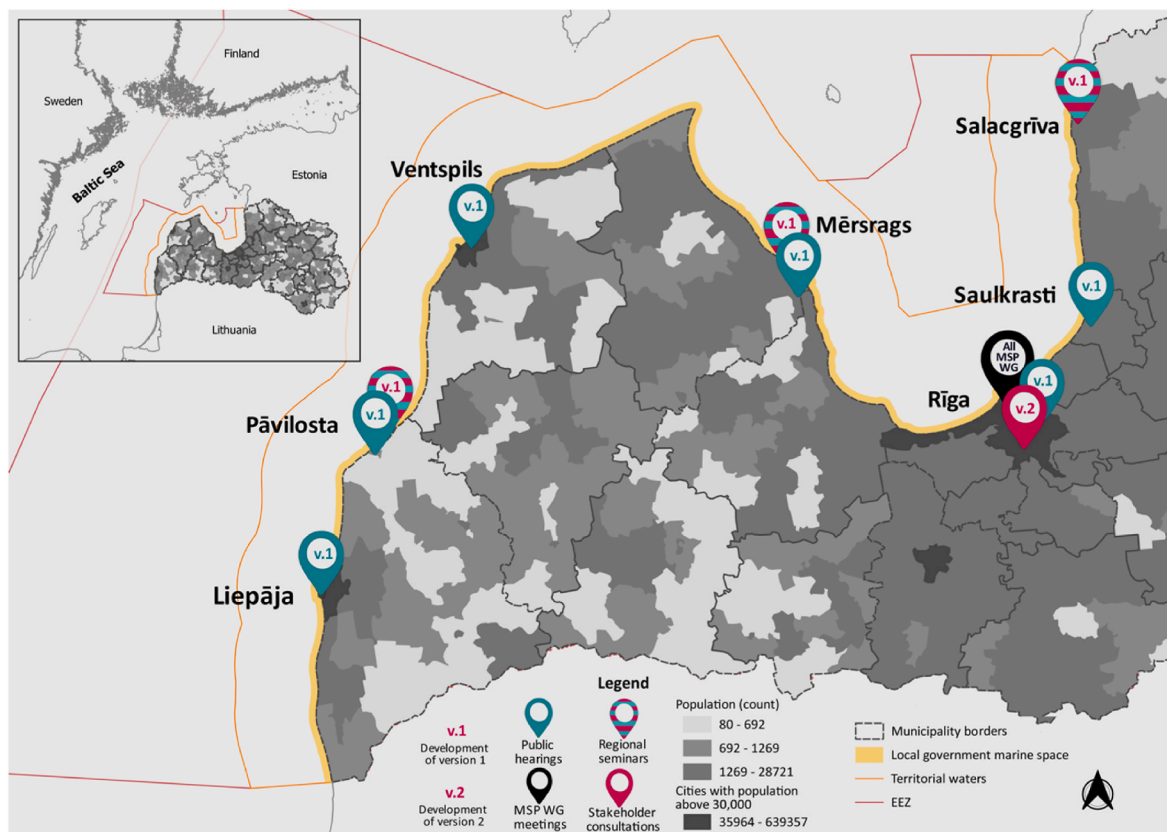 Finland
Sweden
Baltic Sea
Estonia
Lithuania
v.1
Salacgrīva
Ventspils
v.1
v.1
Mērsrags
v.1
Saulkrasti
v.1
All
MSP
WG
v.1
Rīga
v.2
v.1
Pāvilosta
v.1
v.1
Liepāja
Legend
v.1
Development
of version 1
Public
hearings
Regional
seminars
v.2
Development
of version 2
MSP WG
meetings
Stakeholder
consultations
Population (count)
80 - 692
692 - 1269
1269 - 28721
Cities with population
above 30,000
35964 - 639357
Municipality borders
Local government marine space
Territorial waters
EEZ